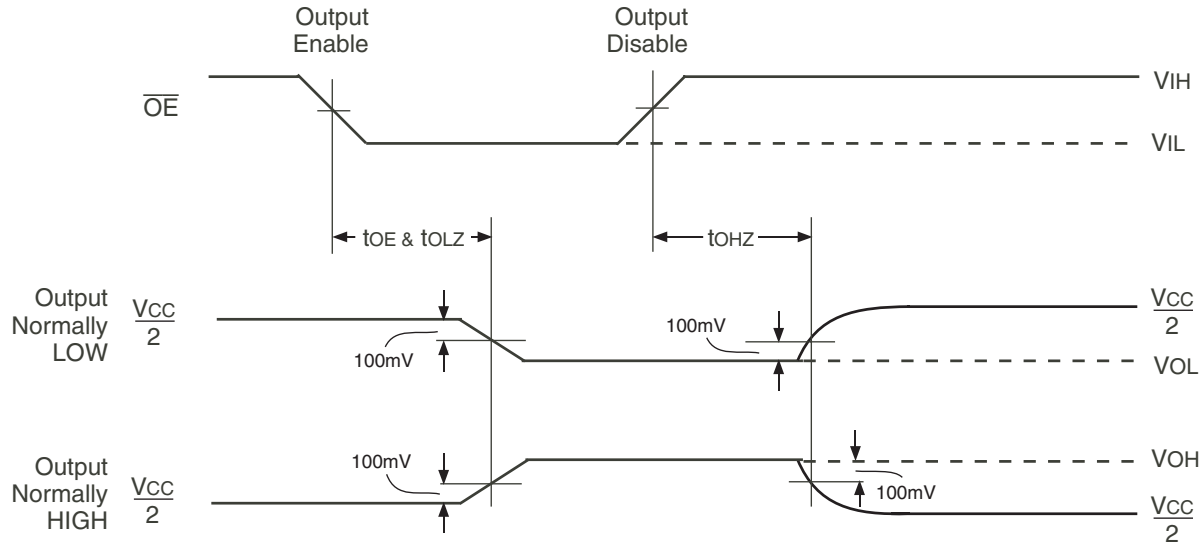 Output
Enable
Output
Disable
OE
VIH
VIL
tOE & tOLZ
tOHZ
Output
Normally
LOW
VCC
2
100mV
100mV
VCC
2
VOL
Output
Normally
HIGH
VCC
2
100mV
VOH
100mV
VCC
2